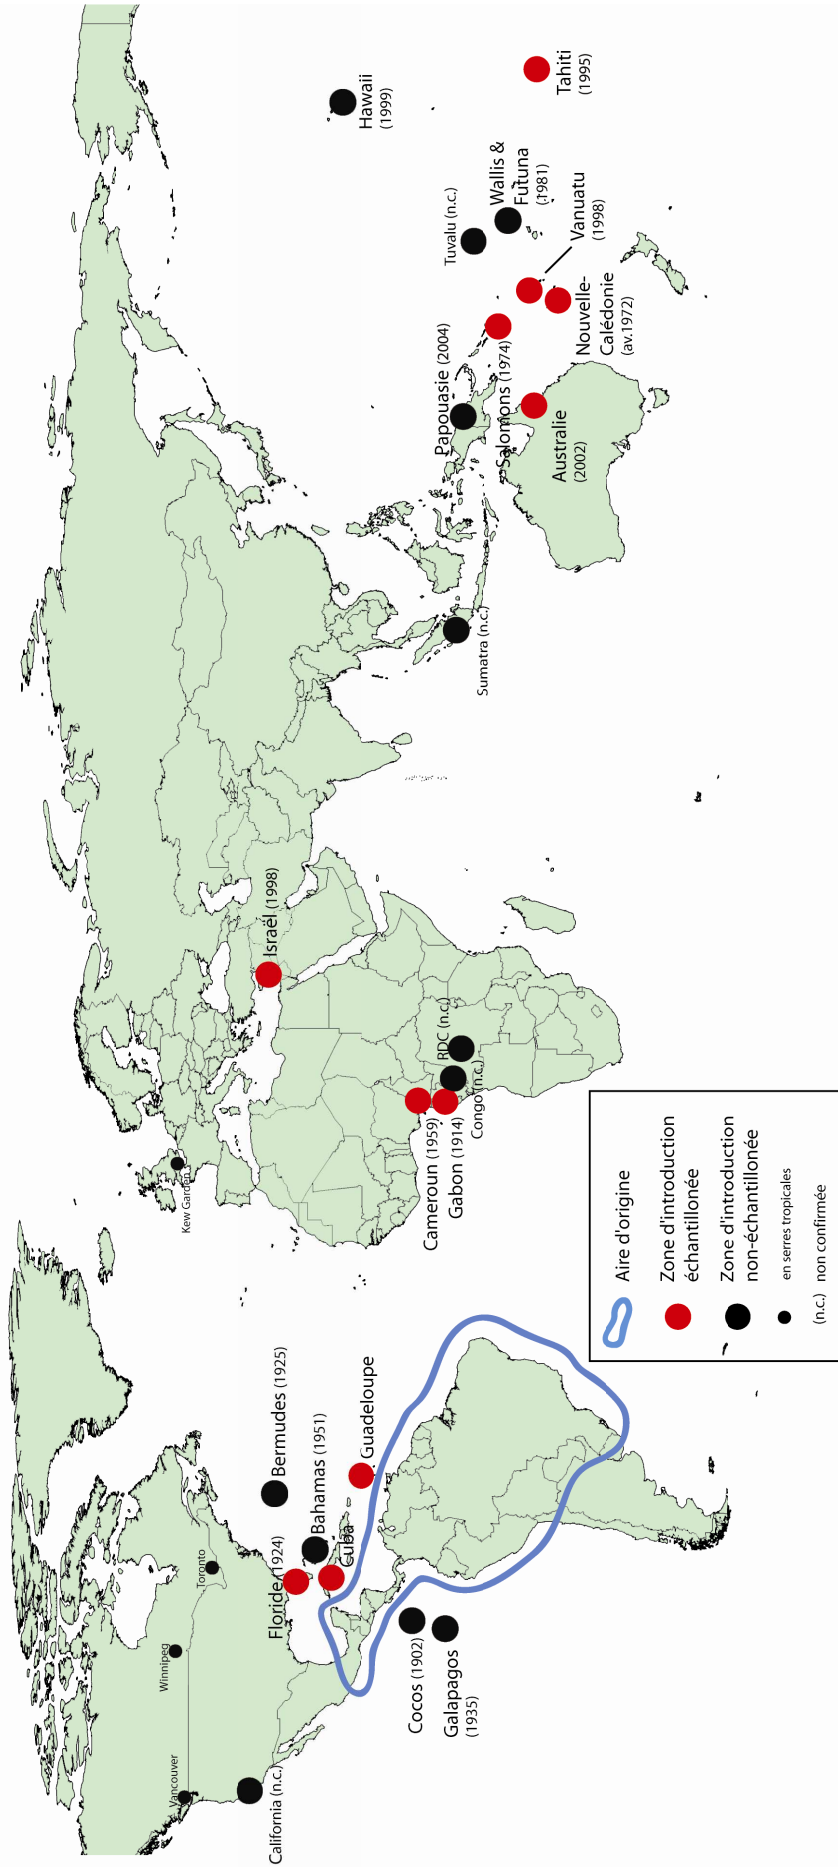 Vancouver
Winnipeg
Toronto
California (n.c.)
Floride (1924)
Bermudes (1925)
Bahamas (1951)
Cuba
Guadeloupe
Cocos (1902)
Galapagos
(1935)
Kew Garden
Israël (1998)
Cameroun (1959)
Gabon (1914)
Congo (n.c.)
RDC (n.c.)
Sumatra (n.c.)
Papouasie (2004)
Salomons (1974)
Australie
(2002)
Nouvelle-
Calédonie
(av.1972)
Vanuatu
(1998)
Tuvalu (n.c.)
Wallis &
Futuna
(1981)
Hawaii
(1999)
Tahiti
(1995)
Aire d'origine
Zone d'introduction
échantillonée
Zone d'introduction
non-échantillonée
en serres tropicales
(n.c.) non confirmée